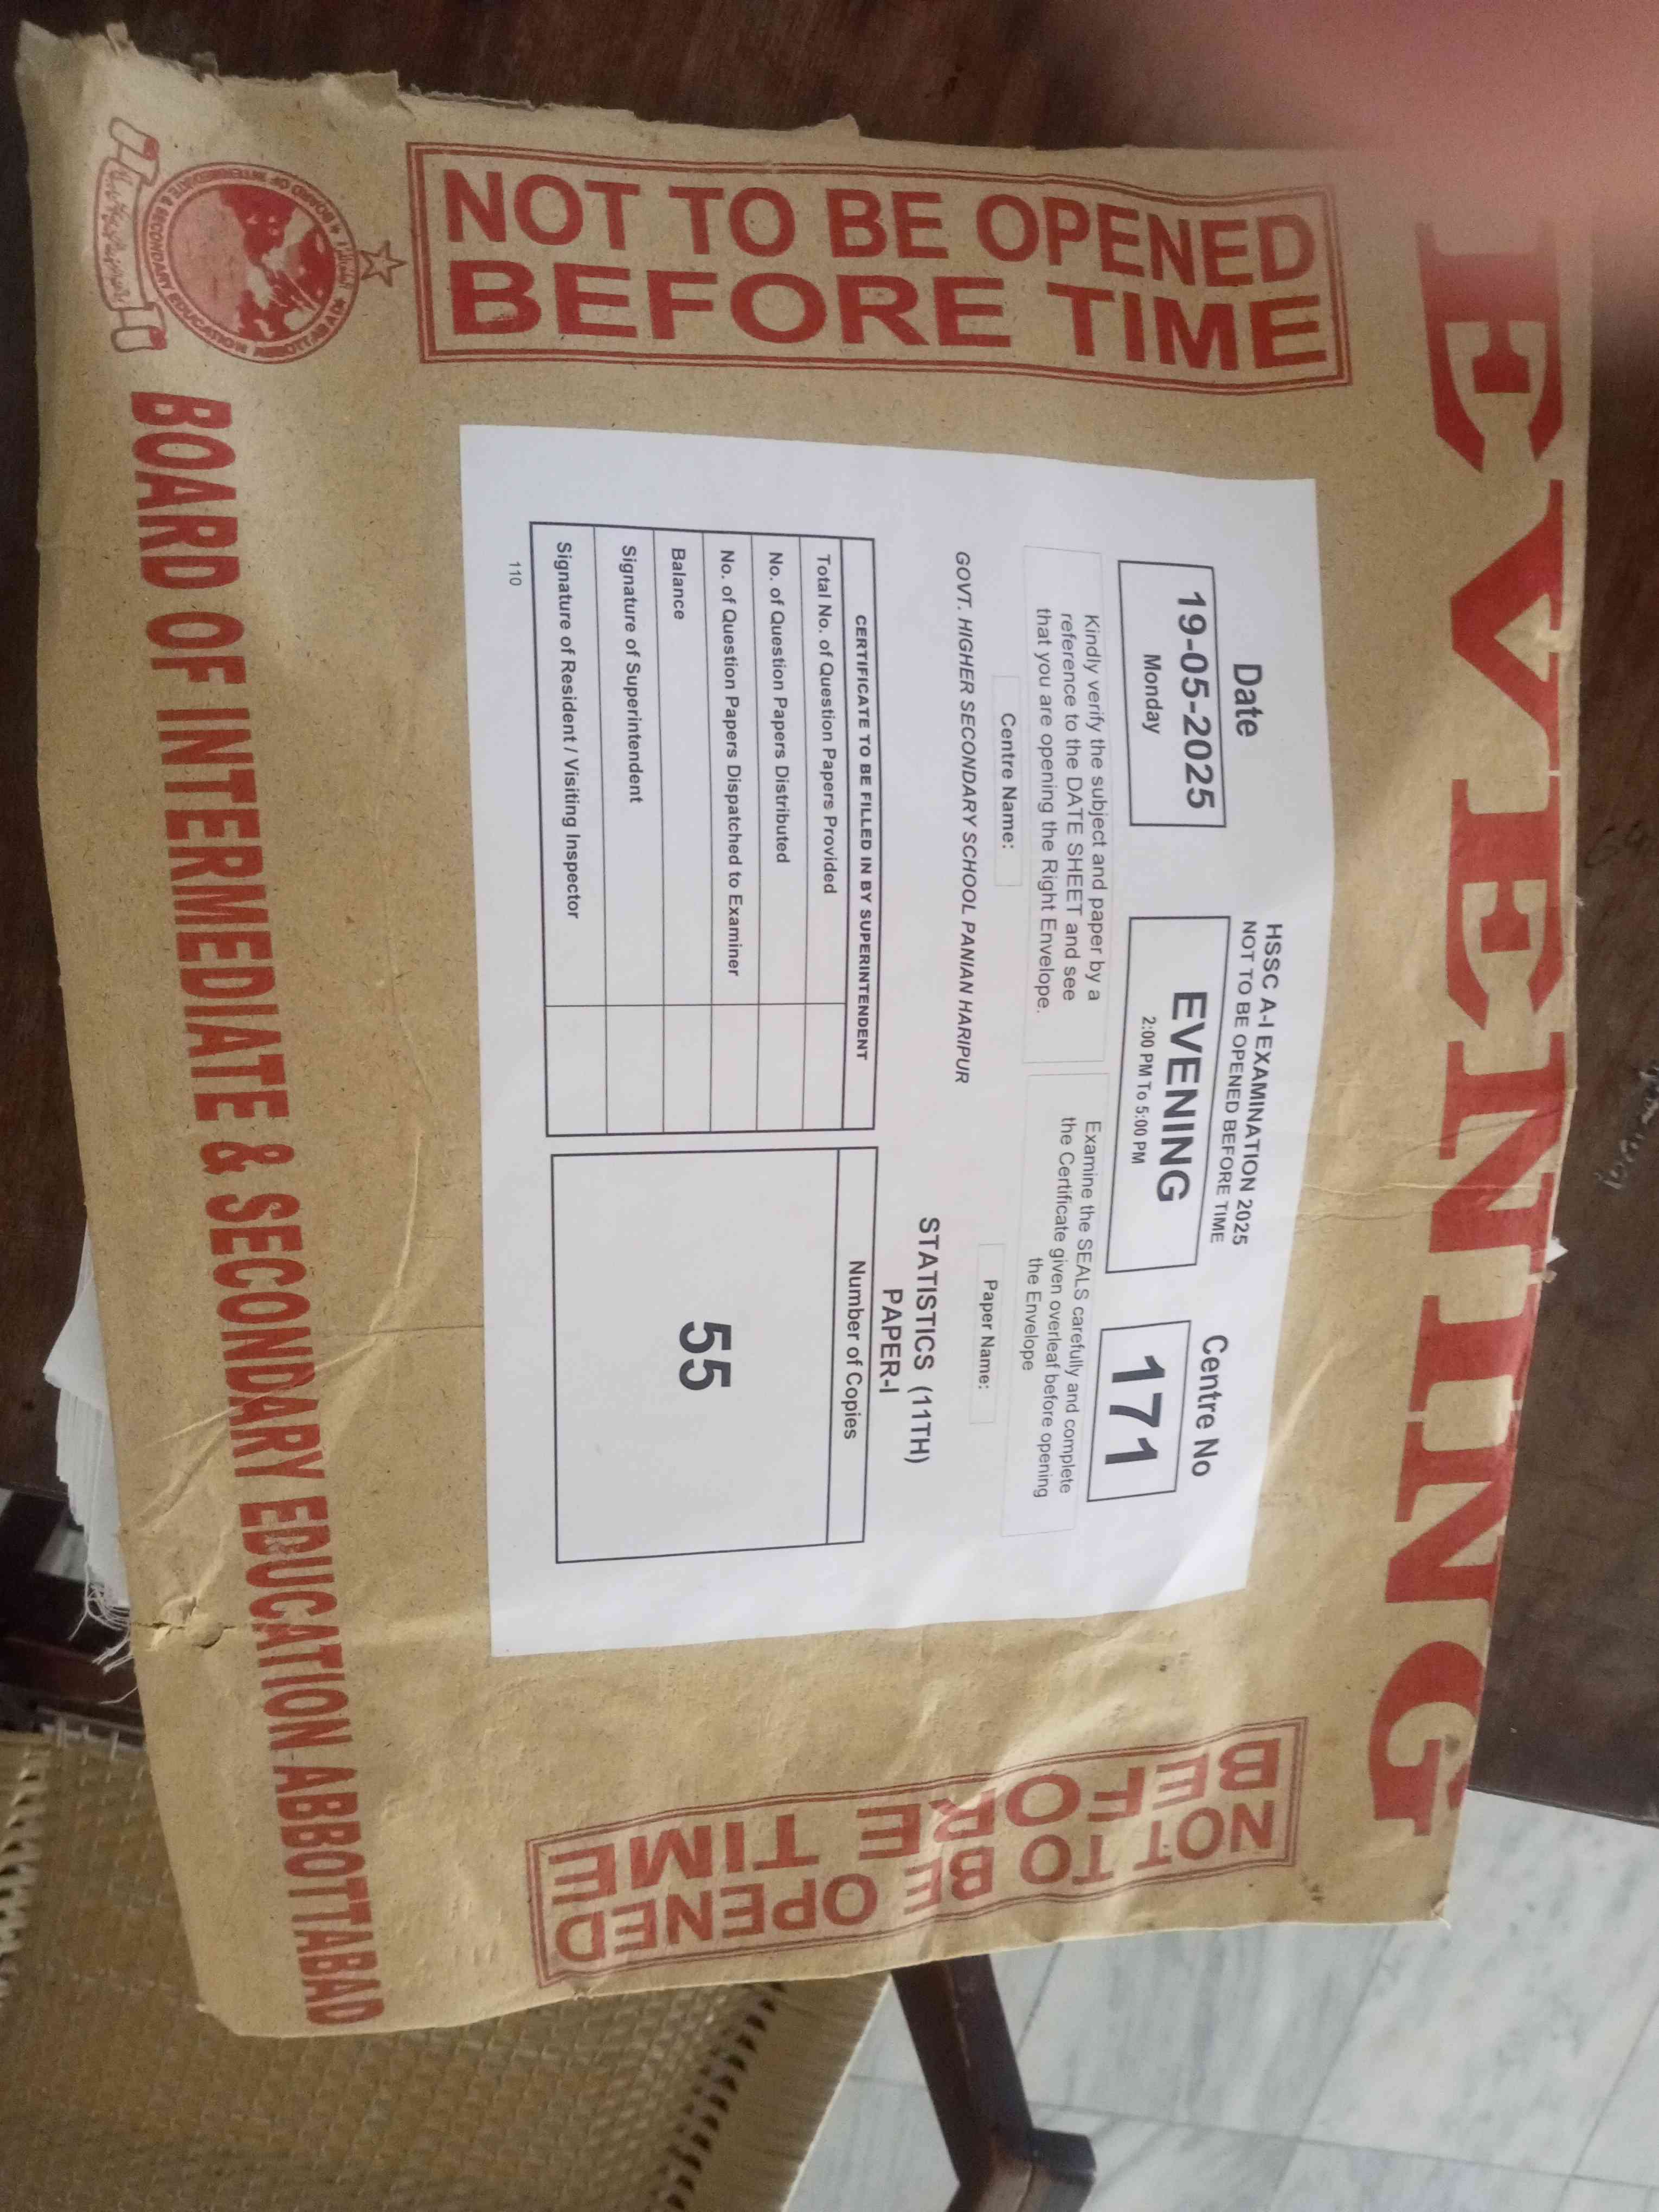 EVENING
NOT TO BE OPENED
BEFORE TIME
Date
19-05-2025
Monday
HSSC A-I EXAMINATION 2025
NOT TO BE OPENED BEFORE TIME
EVENING
2:00 PM To 5:00 PM
Centre No
171
Kindly verify the subject and paper by a
reference to the DATE SHEET and see
that you are opening the Right Envelope.
Examine the SEALS carefully and complete
the Certificate given overleaf before opening
the Envelope
Centre Name:
GOVT. HIGHER SECONDARY SCHOOL PANIAN HARIPUR
Paper Name:
STATISTICS (11TH)
PAPER-I
CERTIFICATE TO BE FILLED IN BY SUPERINTENDENT
Total No. of Question Papers Provided
No. of Question Papers Distributed
No. of Question Papers Dispatched to Examiner
Balance
Signature of Superintendent
Signature of Resident / Visiting Inspector
110
Number of Copies
55
NOT TO BE OPENED
BEFORE TIME
BOARD OF INTERMEDIATE & SECONDARY EDUCATION ABBOTTABAD
BOARD OF INTERMEDIATE & SECONDARY EDUCATION ABBOTTABAD